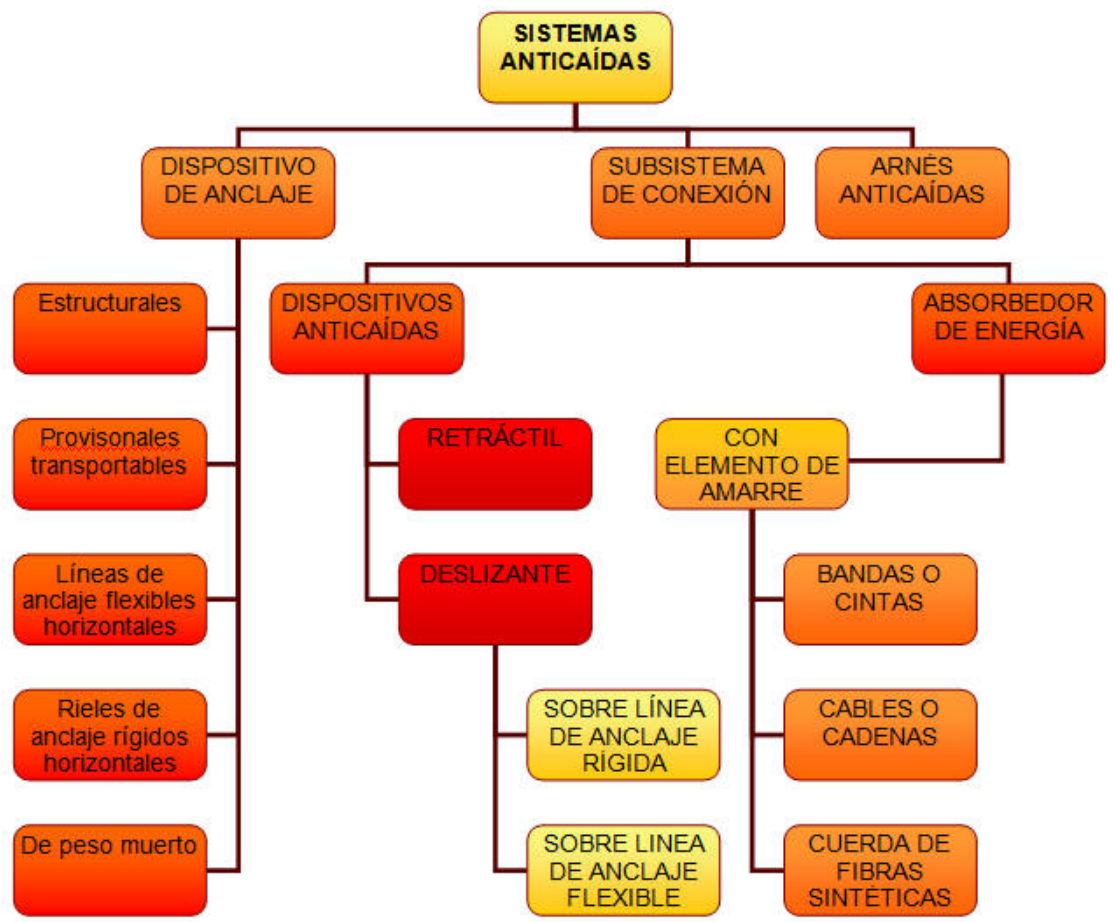 SISTEMAS
ANTICAÍDAS
DISPOSITIVO
DE ANCLAJE
SUBSISTEMA
DE CONEXIÓN
ARNÉS
ANTICAÍDAS
Estructurales
Provisonales
transportables
Líneas de
anclaje flexibles
horizontales
Rieles de
anclaje rígidos
horizontales
De peso muerto
DISPOSITIVOS
ANTICAÍDAS
RETRÁCTIL
DESLIZANTE
SOBRE LÍNEA
DE ANCLAJE
RÍGIDA
SOBRE LINEA
DE ANCLAJE
FLEXIBLE
ABSORBEDOR
DE ENERGÍA
CON
ELEMENTO DE
AMARRE
BANDAS O
CINTAS
CABLES O
CADENAS
CUERDA DE
FIBRAS
SINTÉTICAS